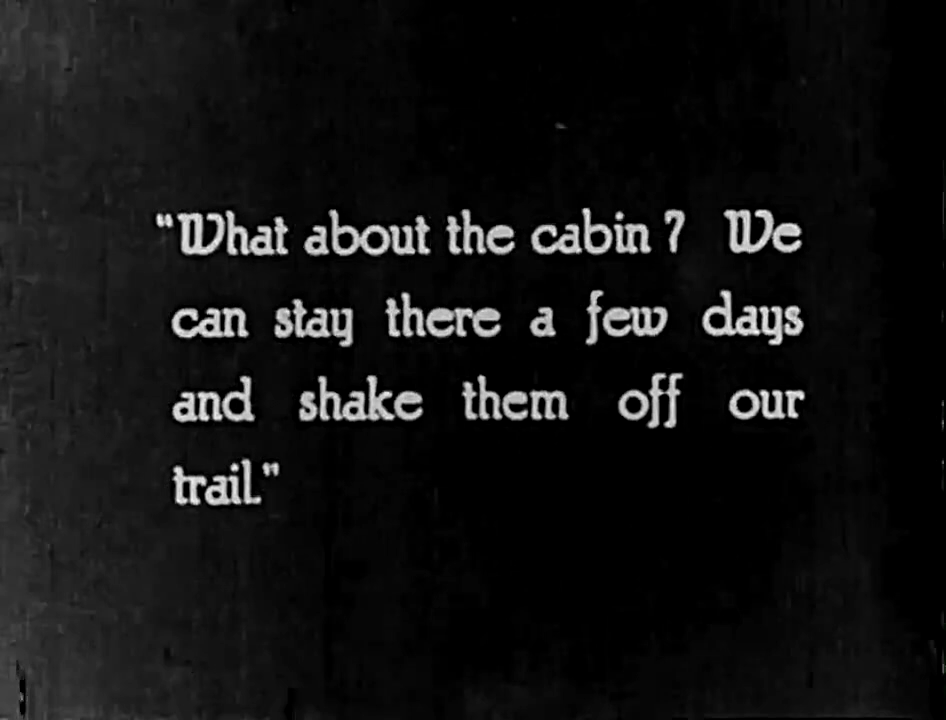 "What about the cabin? We
can stay there a few days
and shake them off our
trail."